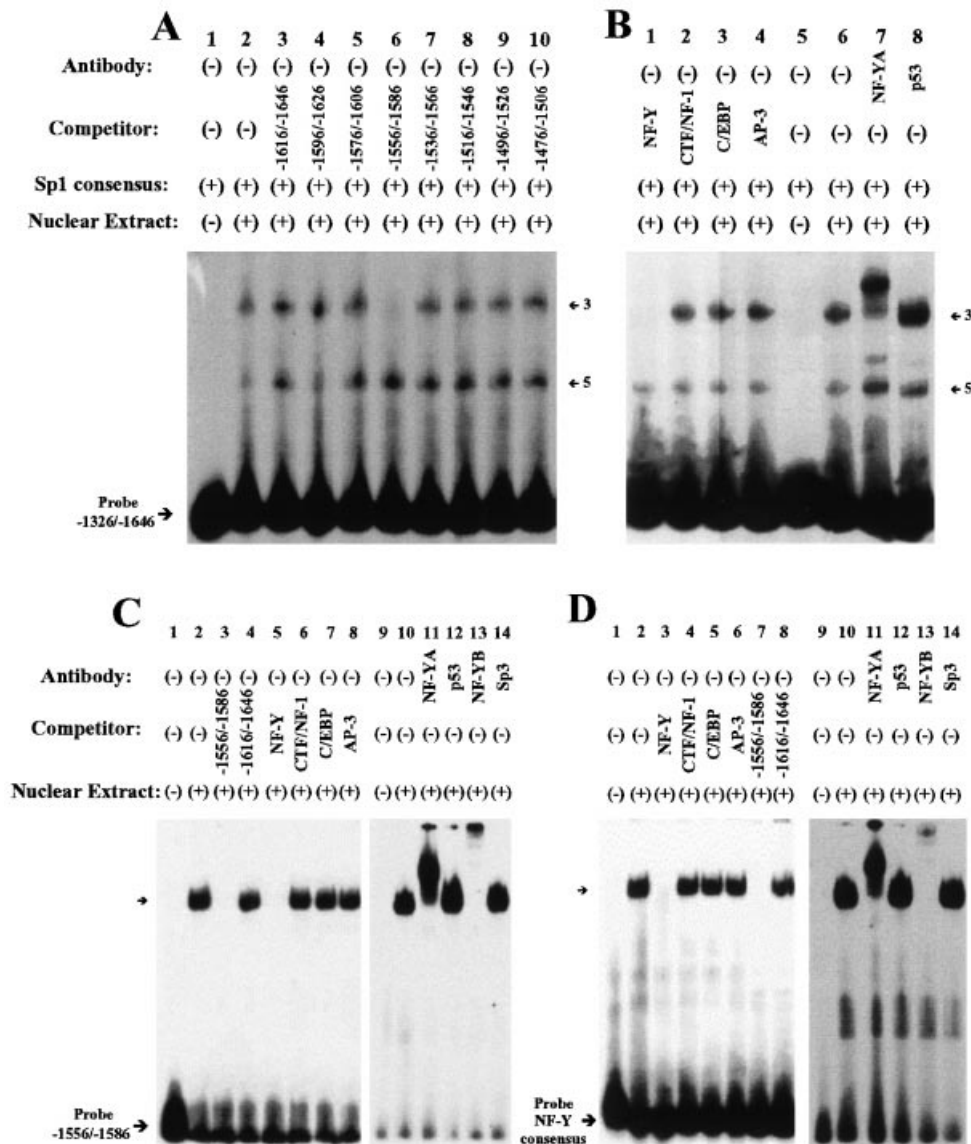 A
1 2 3 4 5 6 7 8 9 10
Antibody: (-) (-) (-) (-) (-) (-) (-) (-) (-) (-)
Competitor: (-) (-) -1616/-1646 -1596/-1626 -1576/-1606 -1556/-1586 -1536/-1566 -1516/-1546 -1496/-1526 -1476/-1506
Sp1 consensus: (+) (+) (+) (+) (+) (+) (+) (+) (+) (+)
Nuclear Extract: (-) (+) (+) (+) (+) (+) (+) (+) (+) (+)
←3
←5
Probe
-1326/-1646 →
B
1 2 3 4 5 6 7 8
(-) (-) (-) (-) (-) (-) NF-YA p53
NF-Y CTF/NF-1 C/EBP AP-3 (-) (-) (-) (-)
(+) (+) (+) (+) (+) (+) (+) (+)
(+) (+) (+) (+) (-) (+) (+) (+)
←3
←5
C
1 2 3 4 5 6 7 8 9 10 11 12 13 14
Antibody: (-) (-) (-) (-) (-) (-) (-) (-) (-) (-) NF-YA p53 NF-YB Sp3
Competitor: (-) (-) -1556/-1586 -1616/-1646 NF-Y CTF/NF-1 C/EBP AP-3 (-) (-) (-) (-) (-) (-)
Nuclear Extract: (-) (+) (+) (+) (+) (+) (+) (+) (-) (+) (+) (+) (+) (+)
→
Probe
-1556/-1586 →
D
1 2 3 4 5 6 7 8 9 10 11 12 13 14
(-) (-) (-) (-) (-) (-) (-) (-) (-) (-) NF-YA p53 NF-YB Sp3
(-) (-) NF-Y CTF/NF-1 C/EBP AP-3 -1556/-1586 -1616/-1646 (-) (-) (-) (-) (-) (-)
(-) (+) (+) (+) (+) (+) (+) (+) (-) (+) (+) (+) (+) (+)
→
Probe
NF-Y →
consensus